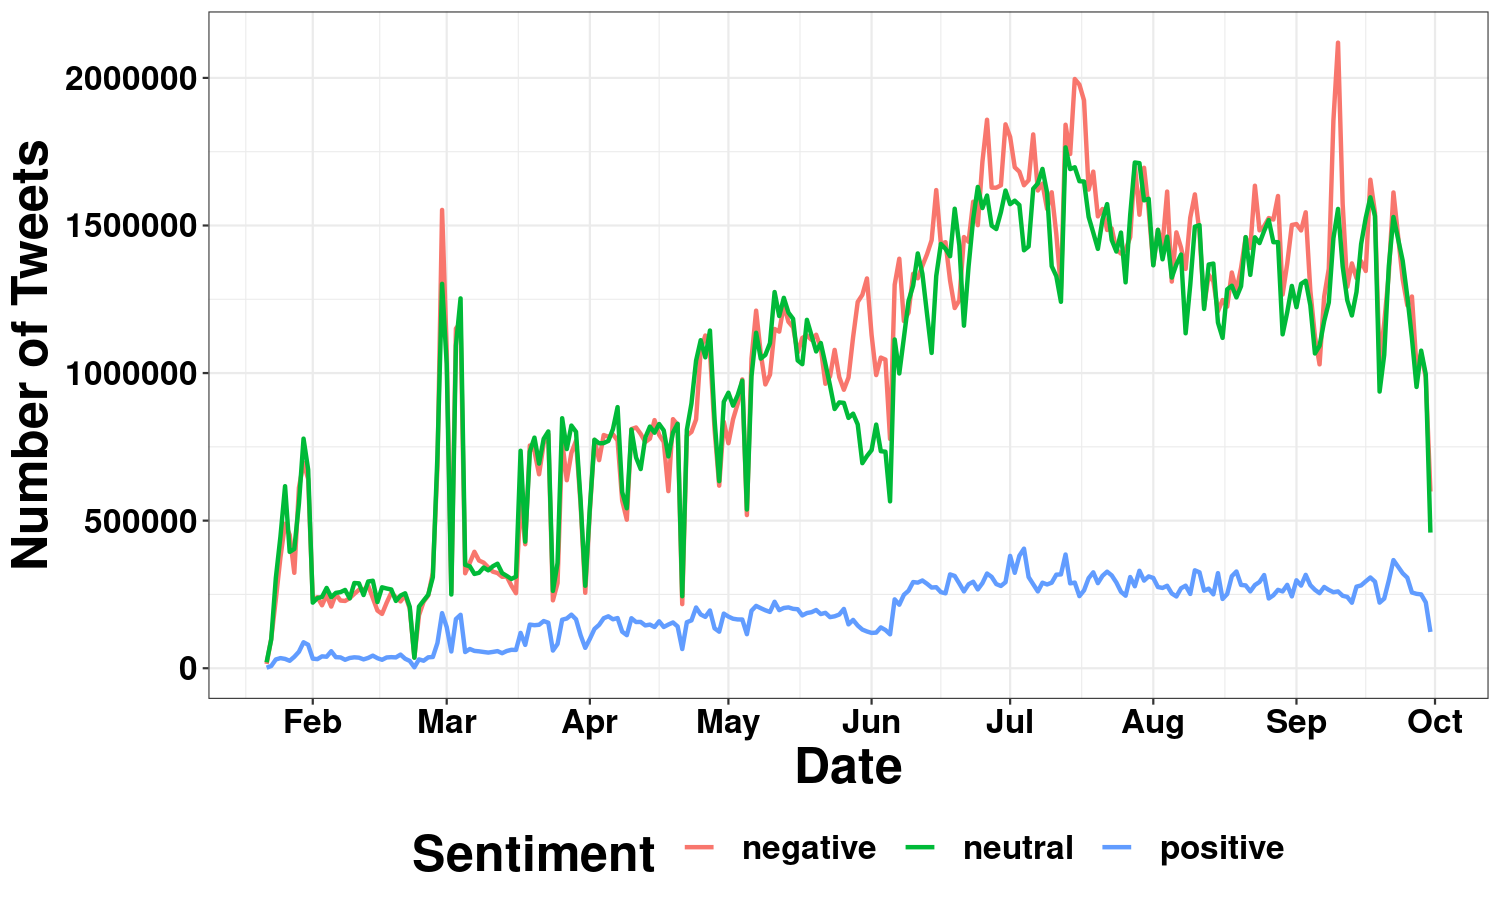 Number of Tweets
2000000
1500000
1000000
500000
0
Feb Mar Apr May Jun Jul Aug Sep Oct
Date
Sentiment negative neutral positive